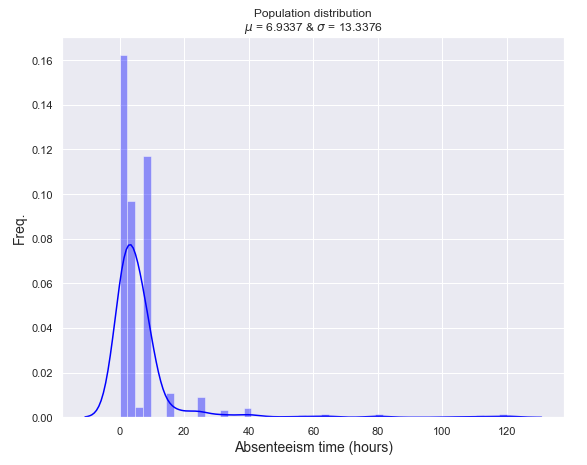 Population distribution
μ = 6.9337 & σ = 13.3376
0.16
0.14
0.12
0.10
0.08
0.06
0.04
0.02
0.00
Freq.
0 20 40 60 80 100 120
Absenteeism time (hours)